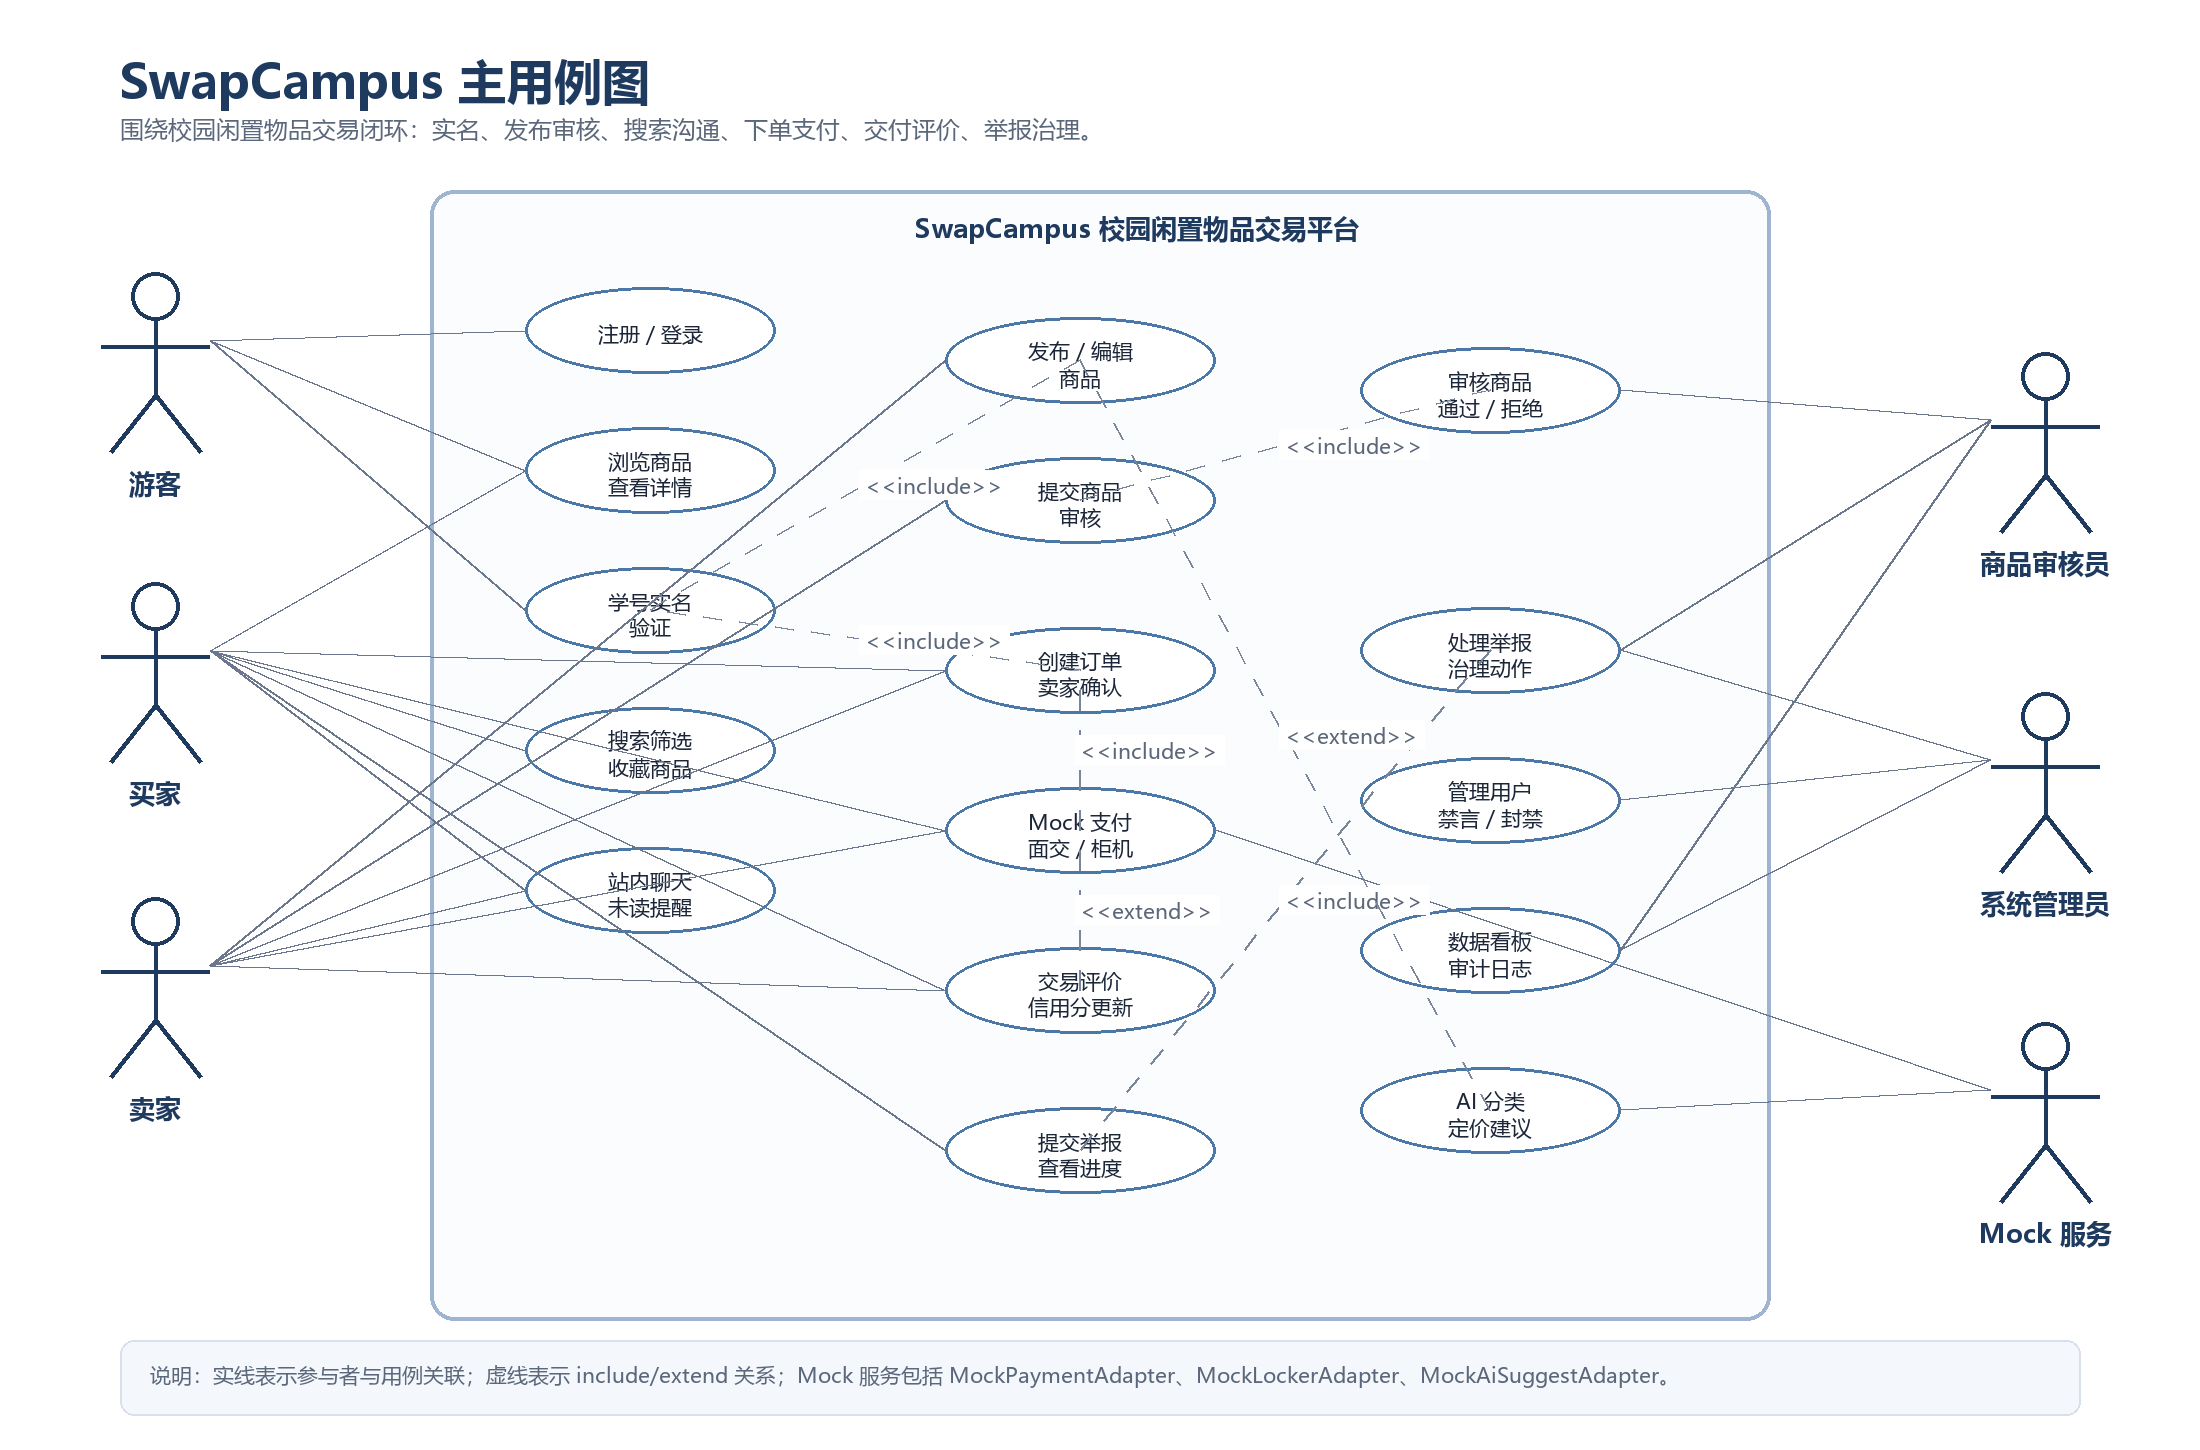 SwapCampus 主用例图
围绕校园闲置物品交易闭环：实名、发布审核、搜索沟通、下单支付、交付评价、举报治理。
SwapCampus 校园闲置物品交易平台
游客
买家
卖家
注册 / 登录
浏览商品
查看详情
学号实名
验证
搜索筛选
收藏商品
站内聊天
未读提醒
发布 / 编辑
商品
<<include>>
提交商品
审核
<<include>>
创建订单
卖家确认
<<include>>
Mock 支付
面交 / 柜机
<<extend>>
交易评价
信用分更新
提交举报
查看进度
审核商品
通过 / 拒绝
<<include>>
处理举报
治理动作
<<extend>>
管理用户
禁言 / 封禁
<<include>>
数据看板
审计日志
AI 分类
定价建议
商品审核员
系统管理员
Mock 服务
说明：实线表示参与者与用例关联；虚线表示 include/extend 关系；Mock 服务包括 MockPaymentAdapter、MockLockerAdapter、MockAiSuggestAdapter。